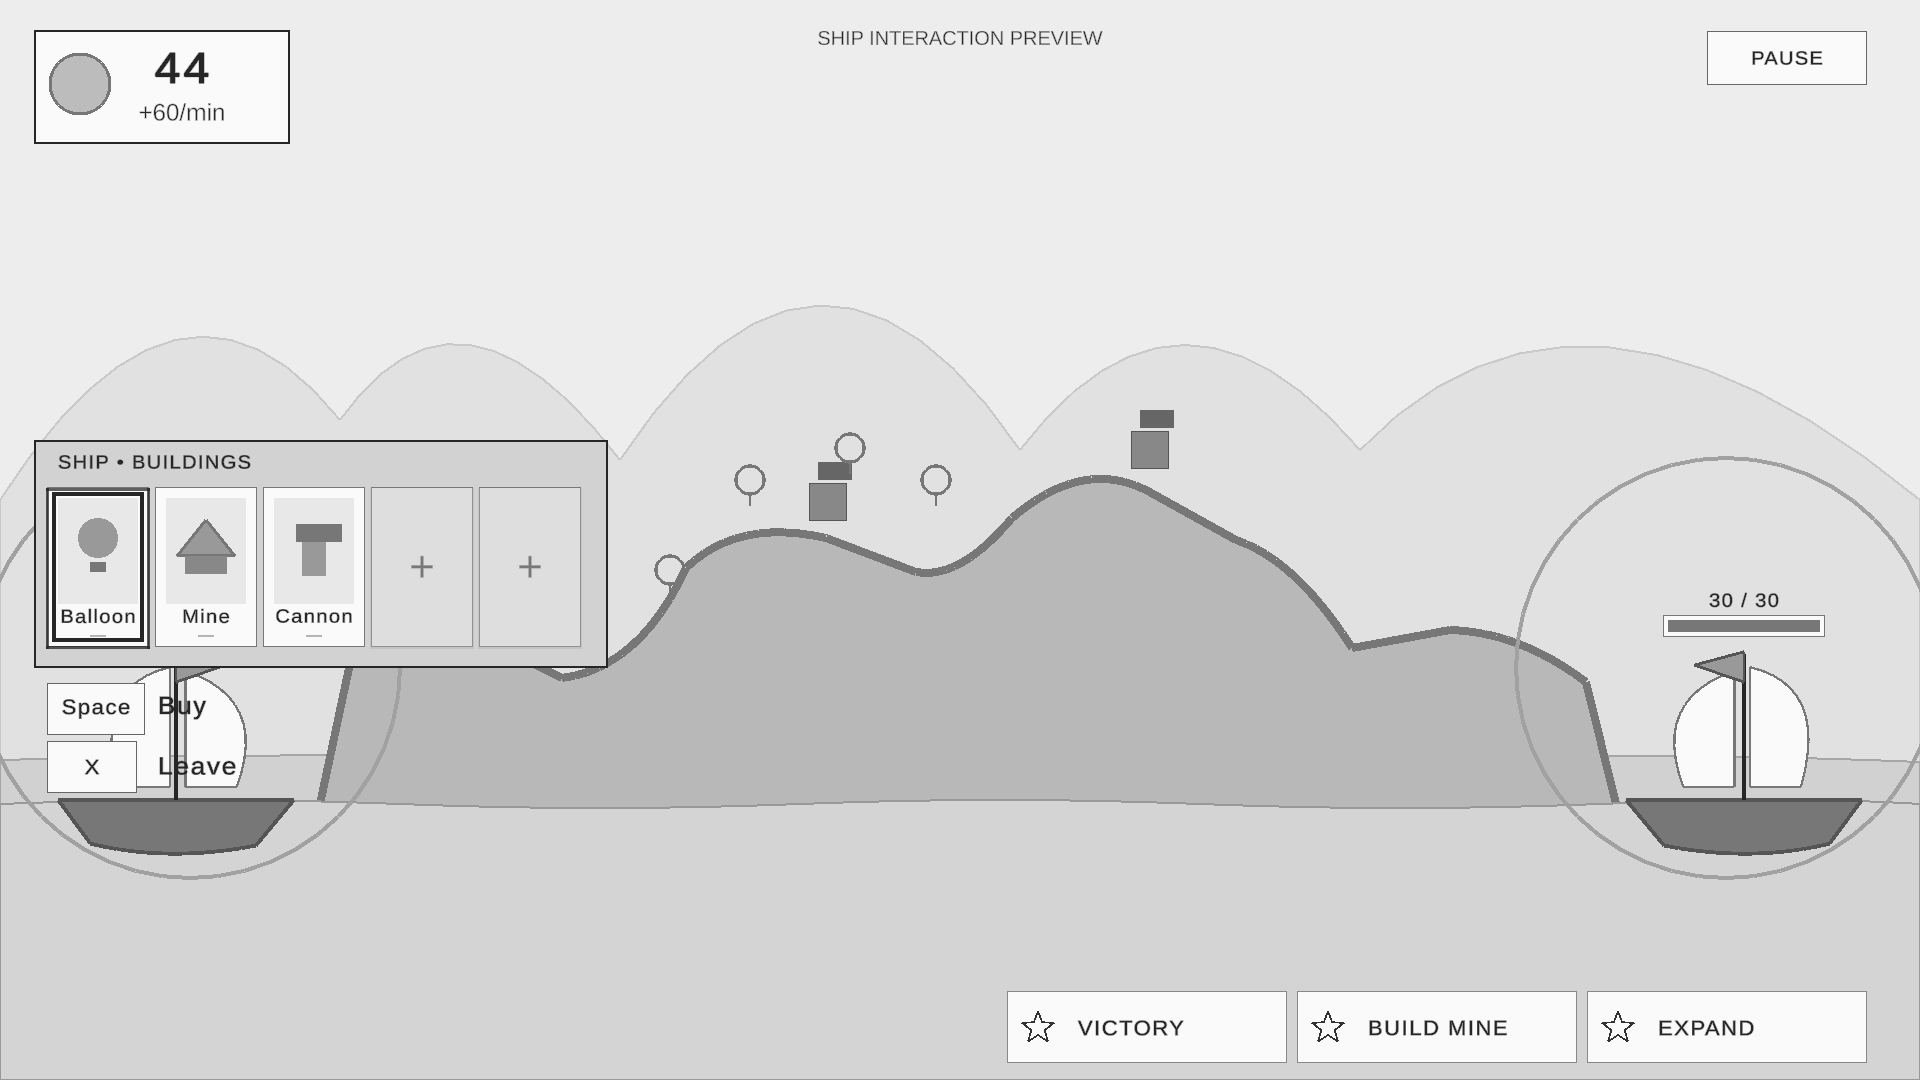 SHIP INTERACTION PREVIEW
44
+60/min
PAUSE
SHIP • BUILDINGS
Balloon
Mine
Cannon
+
+
30 / 30
Space
Buy
X
Leave
VICTORY
BUILD MINE
EXPAND